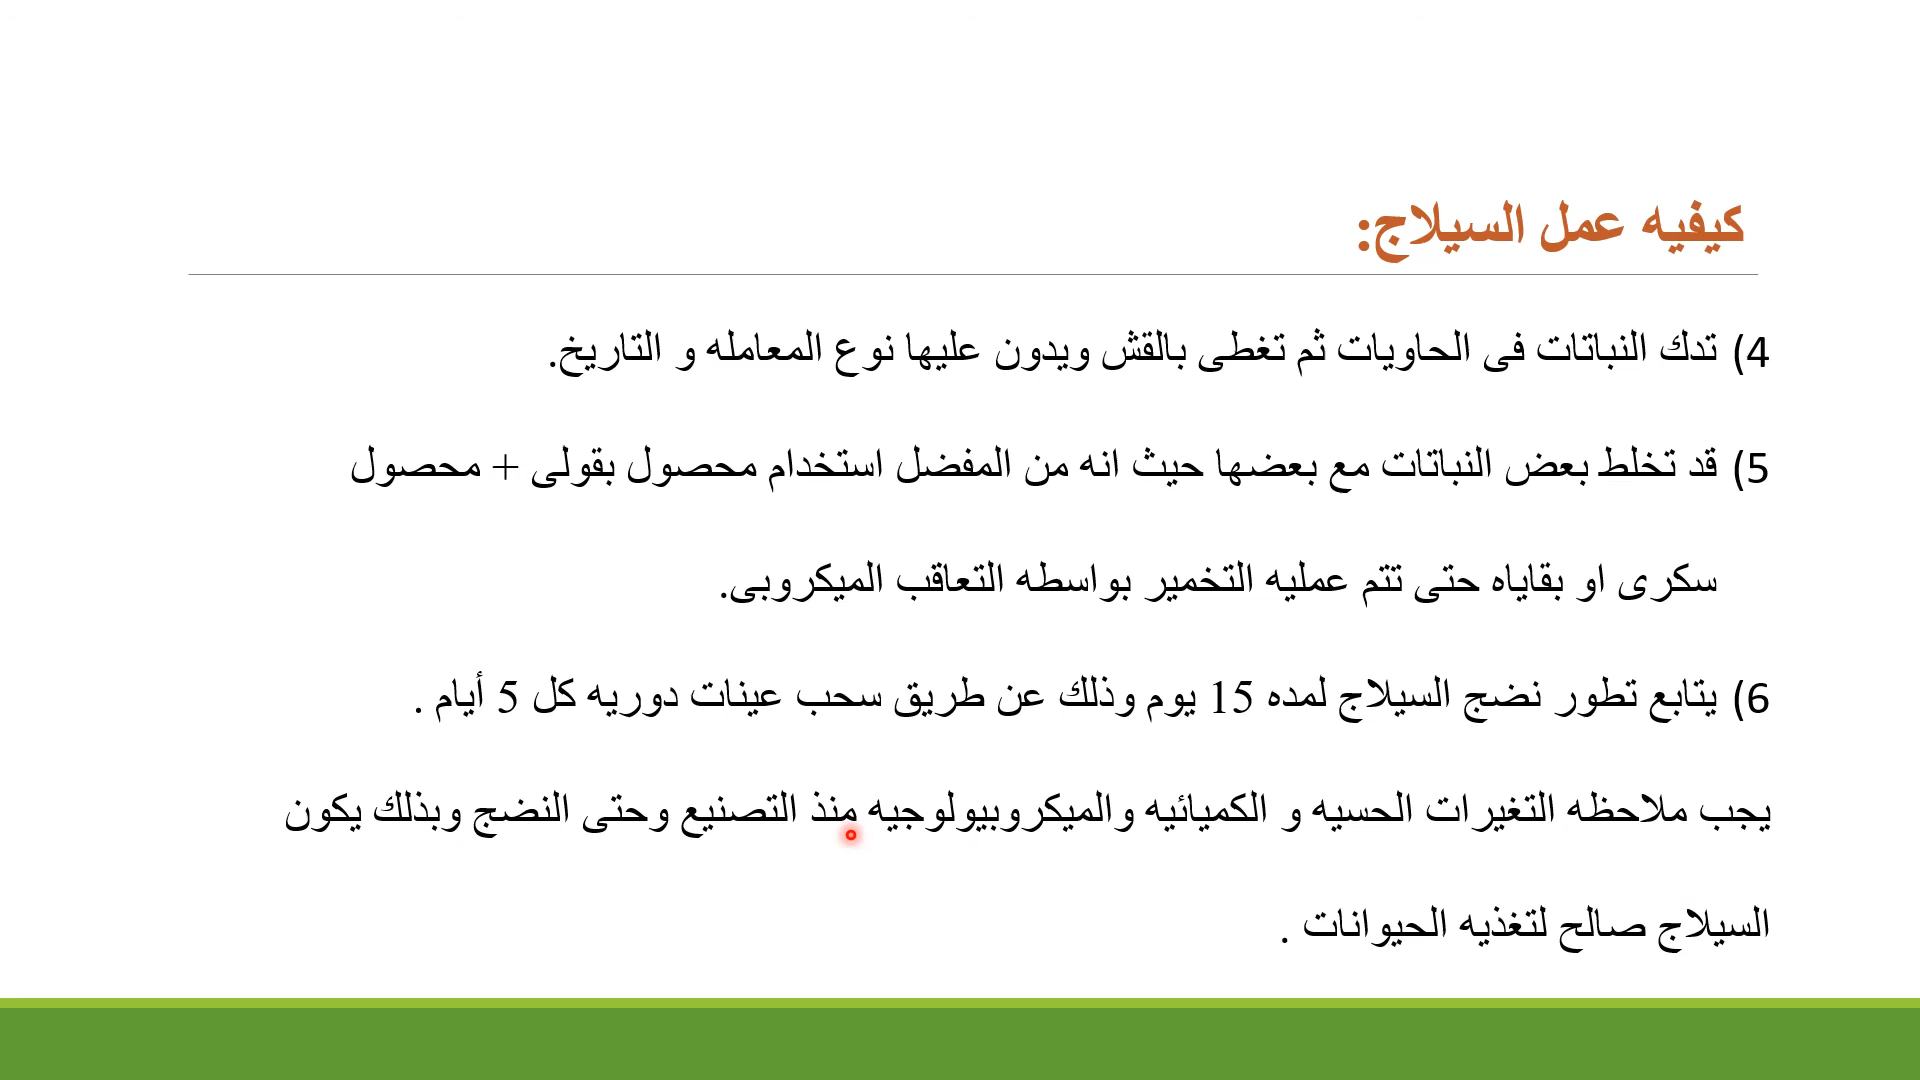 كيفيه عمل السيلاج:
4) تدك النباتات فى الحاويات ثم تغطى بالقش ويدون عليها نوع المعامله و التاريخ.
5) قد تخلط بعض النباتات مع بعضها حيث انه من المفضل استخدام محصول بقولى + محصول
سكرى او بقاياه حتى تتم عمليه التخمير بواسطه التعاقب الميكروبى.
6) يتابع تطور نضج السيلاج لمده 15 يوم وذلك عن طريق سحب عينات دوريه كل 5 أيام .
يجب ملاحظه التغيرات الحسيه و الكميائيه والميكروبيولوجيه منذ التصنيع وحتى النضج وبذلك يكون
السيلاج صالح لتغذيه الحيوانات .